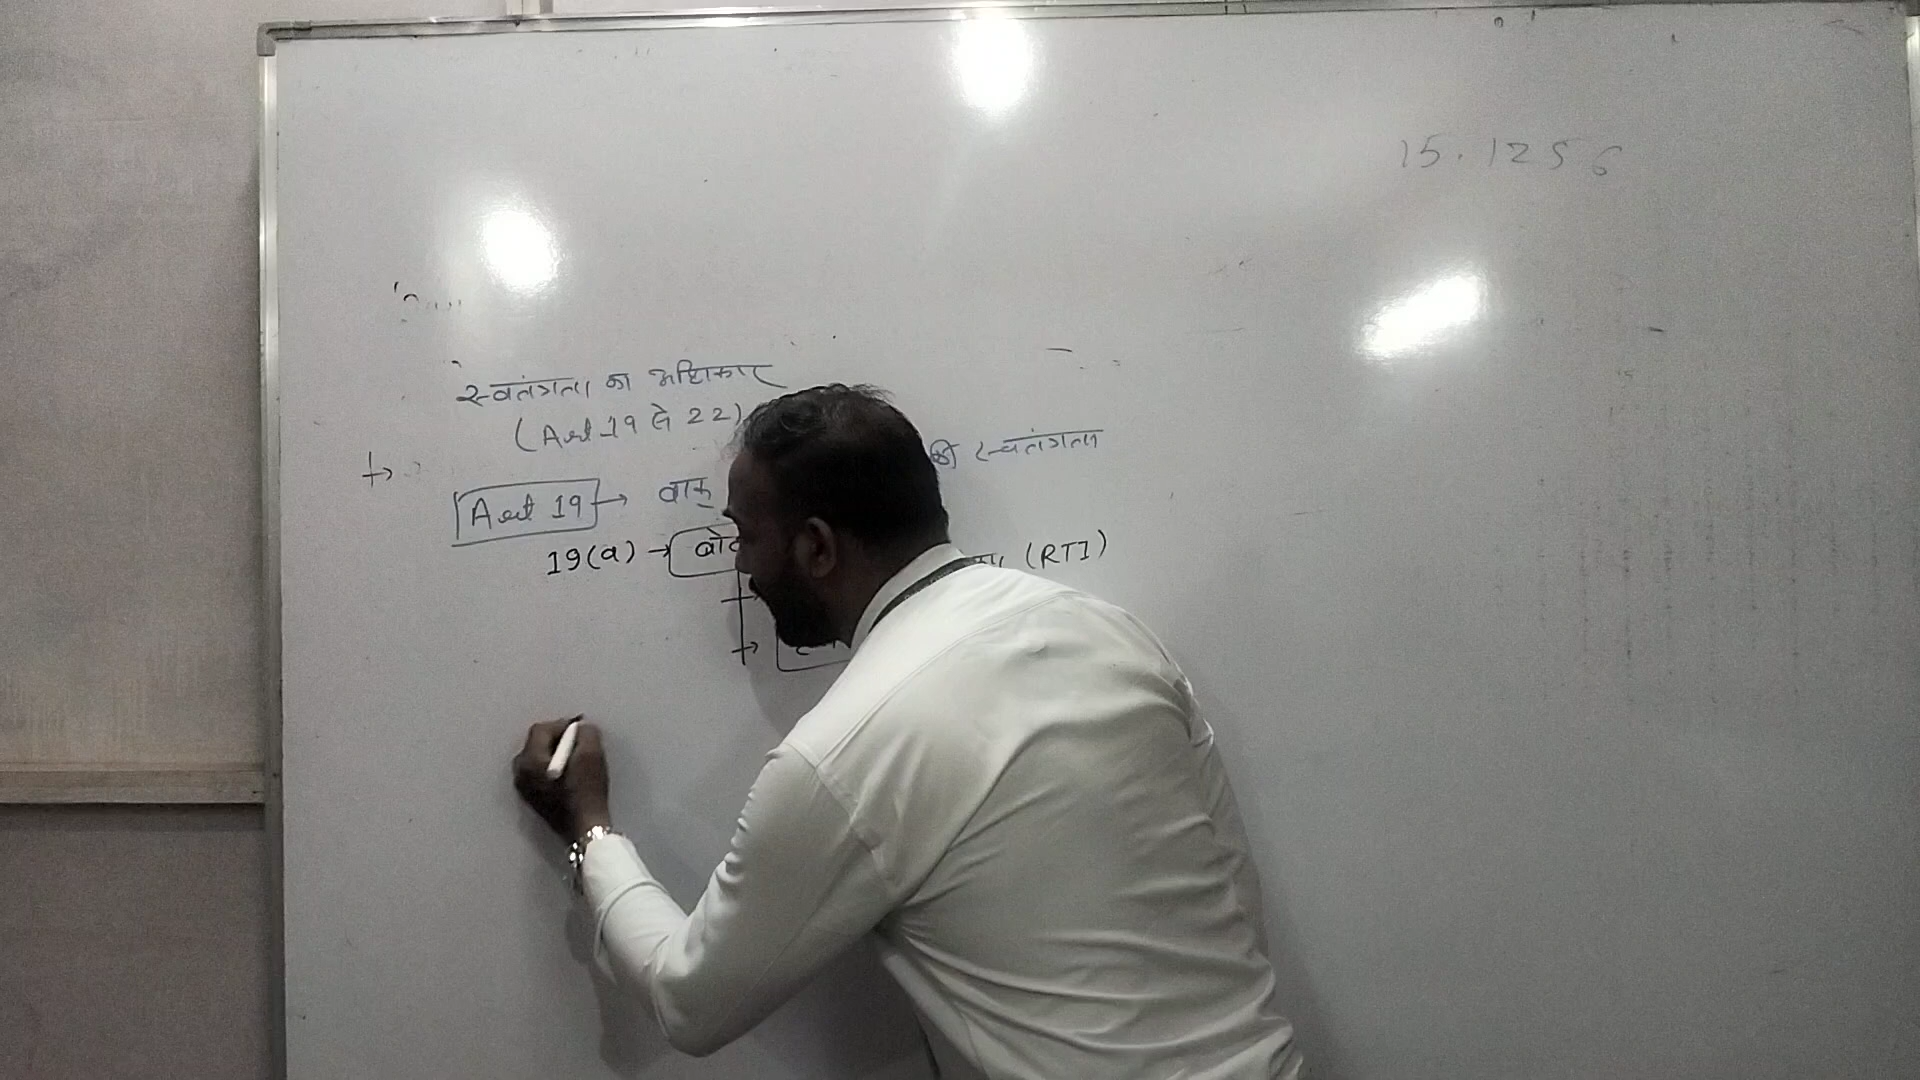 15.1256
स्वतंत्रता का अधिकार
(Art 19 से 22)
Art 19 → वाक् की स्वतंत्रता
19(a) → (RTI)